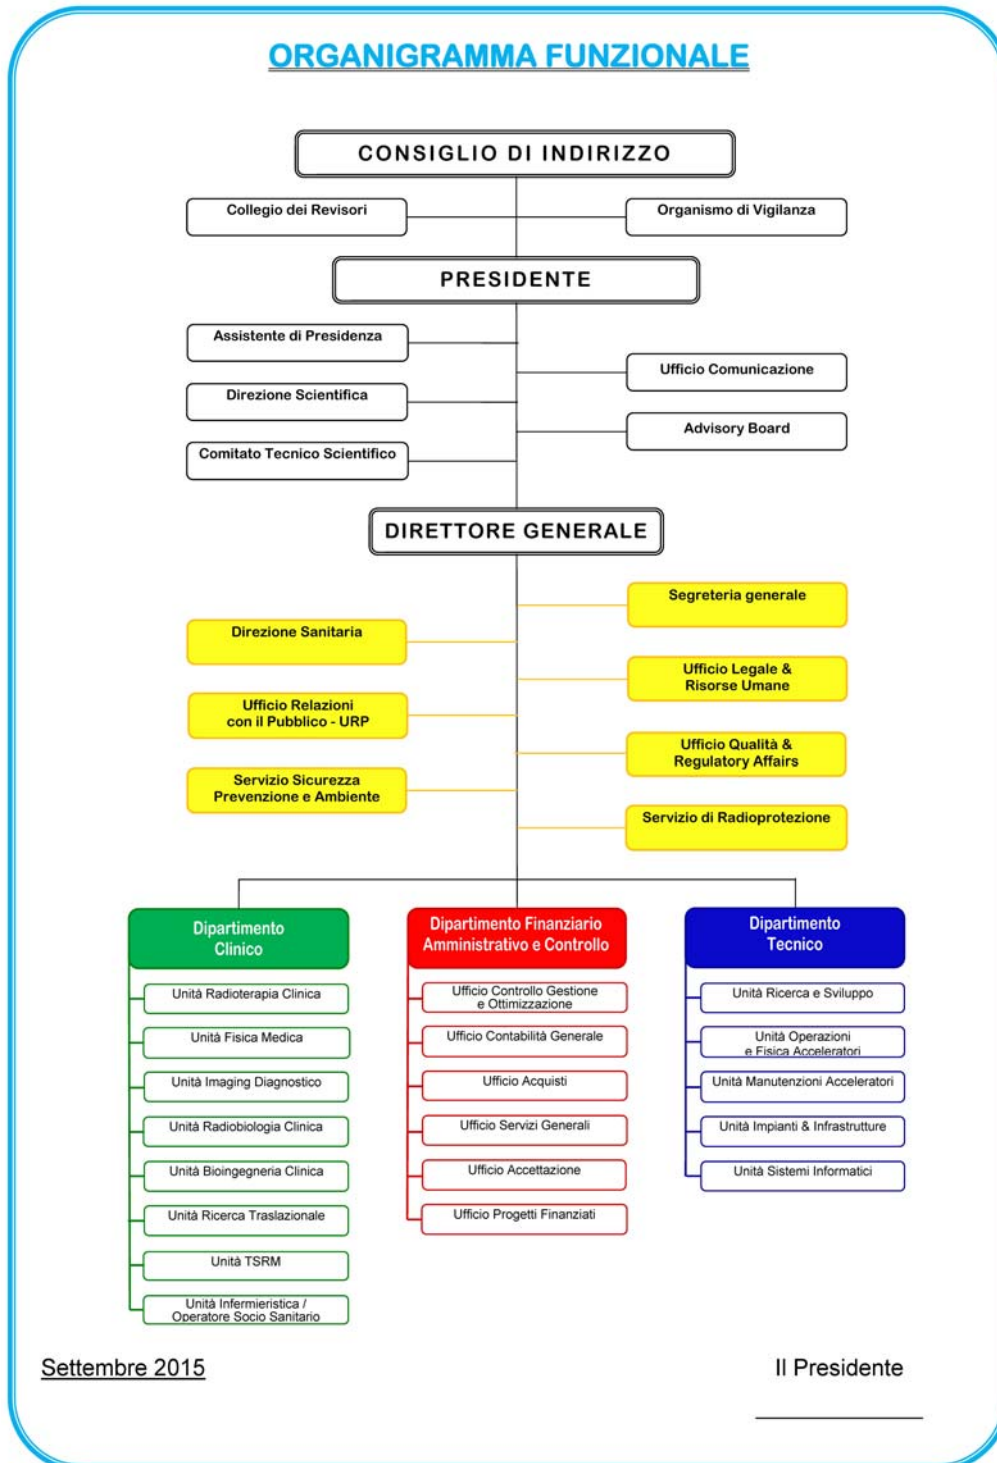 ORGANIGRAMMA FUNZIONALE
CONSIGLIO DI INDIRIZZO
Collegio dei Revisori
Organismo di Vigilanza
PRESIDENTE
Assistente di Presidenza
Ufficio Comunicazione
Direzione Scientifica
Advisory Board
Comitato Tecnico Scientifico
DIRETTORE GENERALE
Segreteria generale
Direzione Sanitaria
Ufficio Legale &
Risorse Umane
Ufficio Relazioni
con il Pubblico - URP
Ufficio Qualità &
Regulatory Affairs
Servizio Sicurezza
Prevenzione e Ambiente
Servizio di Radioprotezione
Dipartimento
Clinico
Unità Radioterapia Clinica
Unità Fisica Medica
Unità Imaging Diagnostico
Unità Radiobiologia Clinica
Unità Bioingegneria Clinica
Unità Ricerca Traslazionale
Unità TSRM
Unità Infermieristica /
Operatore Socio Sanitario
Dipartimento Finanziario
Amministrativo e Controllo
Ufficio Controllo Gestione
e Ottimizzazione
Ufficio Contabilità Generale
Ufficio Acquisti
Ufficio Servizi Generali
Ufficio Accettazione
Ufficio Progetti Finanziati
Dipartimento
Tecnico
Unità Ricerca e Sviluppo
Unità Operazioni
e Fisica Acceleratori
Unità Manutenzioni Acceleratori
Unità Impianti & Infrastrutture
Unità Sistemi Informatici
Settembre 2015
Il Presidente